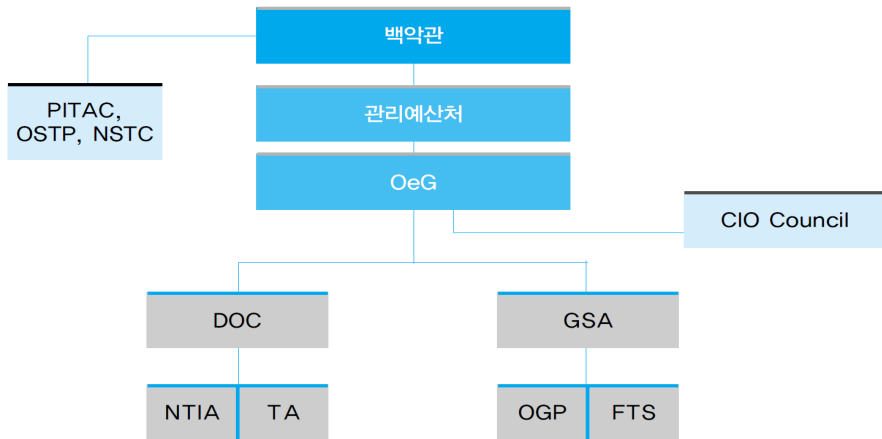 백악관
PITAC,
OSTP, NSTC
관리예산처
OeG
CIO Council
DOC
GSA
NTIA
TA
OGP
FTS